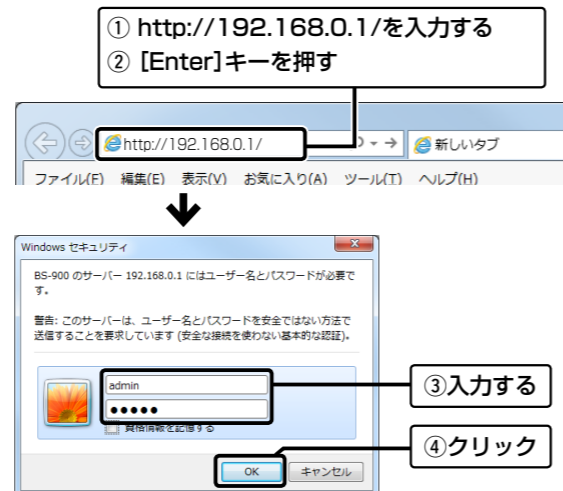 ① http://192.168.0.1/を入力する
② [Enter]キーを押す
http://192.168.0.1/
新しいタブ
ファイル(F) 編集(E) 表示(V) お気に入り(A) ツール(T) ヘルプ(H)
Windows セキュリティ
BS-900 のサーバー 192.168.0.1 にはユーザー名とパスワードが必要で
す。
警告: このサーバーは、ユーザー名とパスワードを安全ではない方法で
送信することを要求しています (安全な接続を使わない基本的な認証)。
admin
●●●●●
資格情報を記憶する
③入力する
④クリック
OK キャンセル